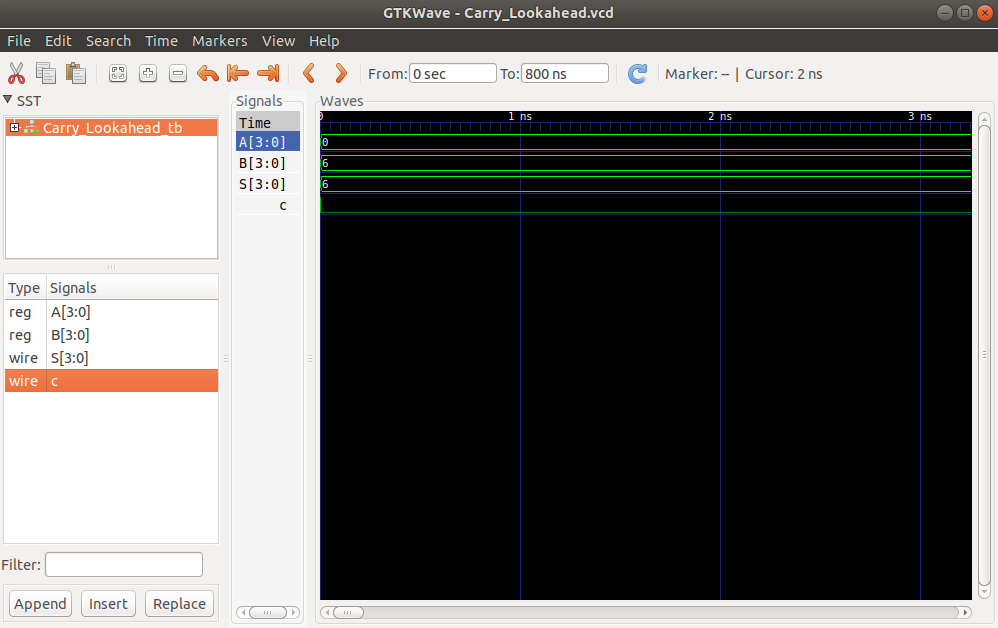 GTKWave - Carry_Lookahead.vcd
File Edit Search Time Markers View Help
From: 0 sec To: 800 ns Marker: -- | Cursor: 2 ns
SST
Carry_Lookahead_tb
Type Signals
reg A[3:0]
reg B[3:0]
wire S[3:0]
wire c
Filter:
Append Insert Replace
Signals
Time
A[3:0]
B[3:0]
S[3:0]
c
Waves
0 1 ns 2 ns 3 ns
0
6
6